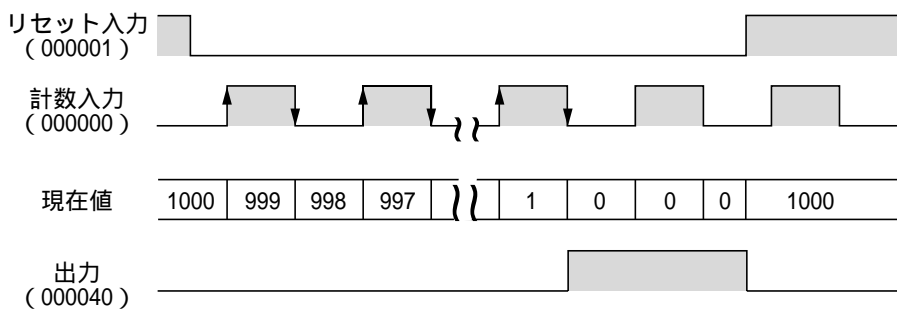 リセット入力
（000001）
計数入力
（000000）
現在値 1000 999 998 997 1 0 0 0 1000
出力
（000040）